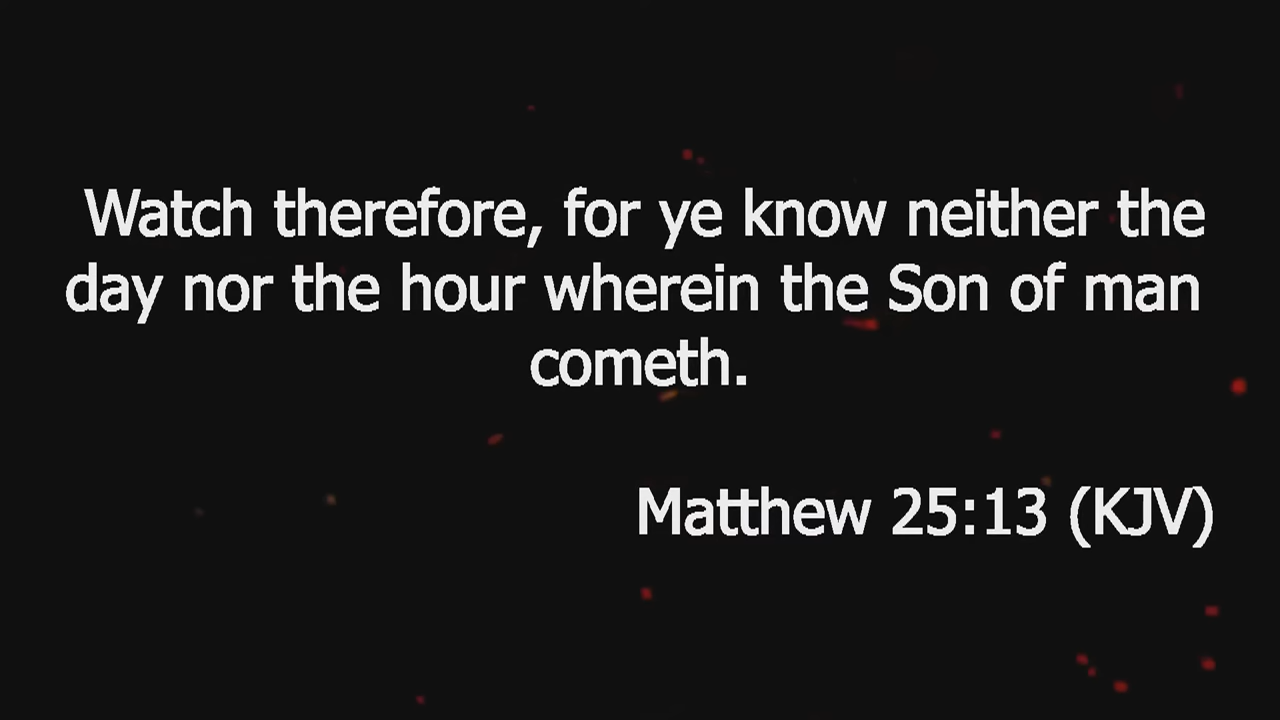 Watch therefore, for ye know neither the
day nor the hour wherein the Son of man
cometh.
Matthew 25:13 (KJV)